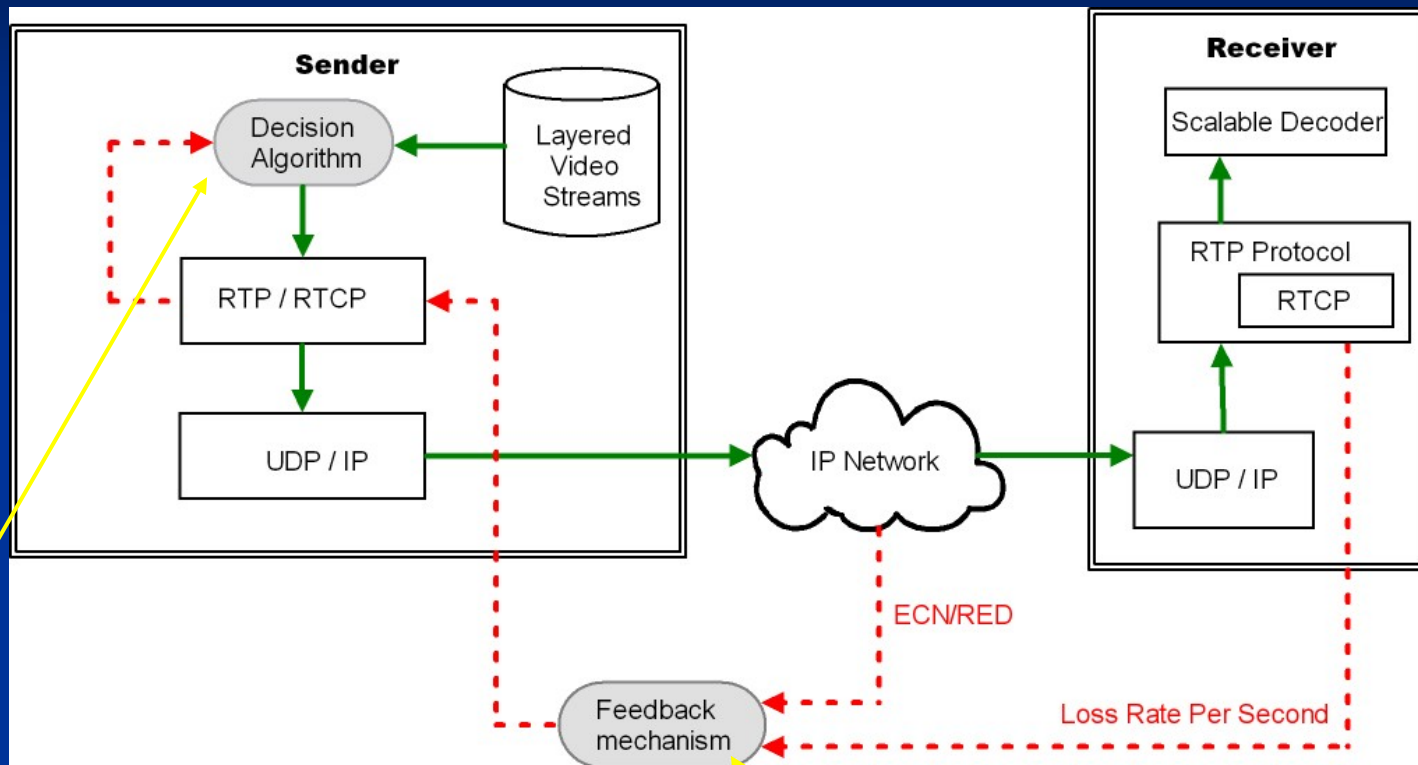 Sender
Decision
Algorithm
Layered
Video
Streams
RTP / RTCP
UDP / IP
IP Network
Receiver
Scalable Decoder
RTP Protocol
RTCP
UDP / IP
ECN/RED
Loss Rate Per Second
Feedback
mechanism